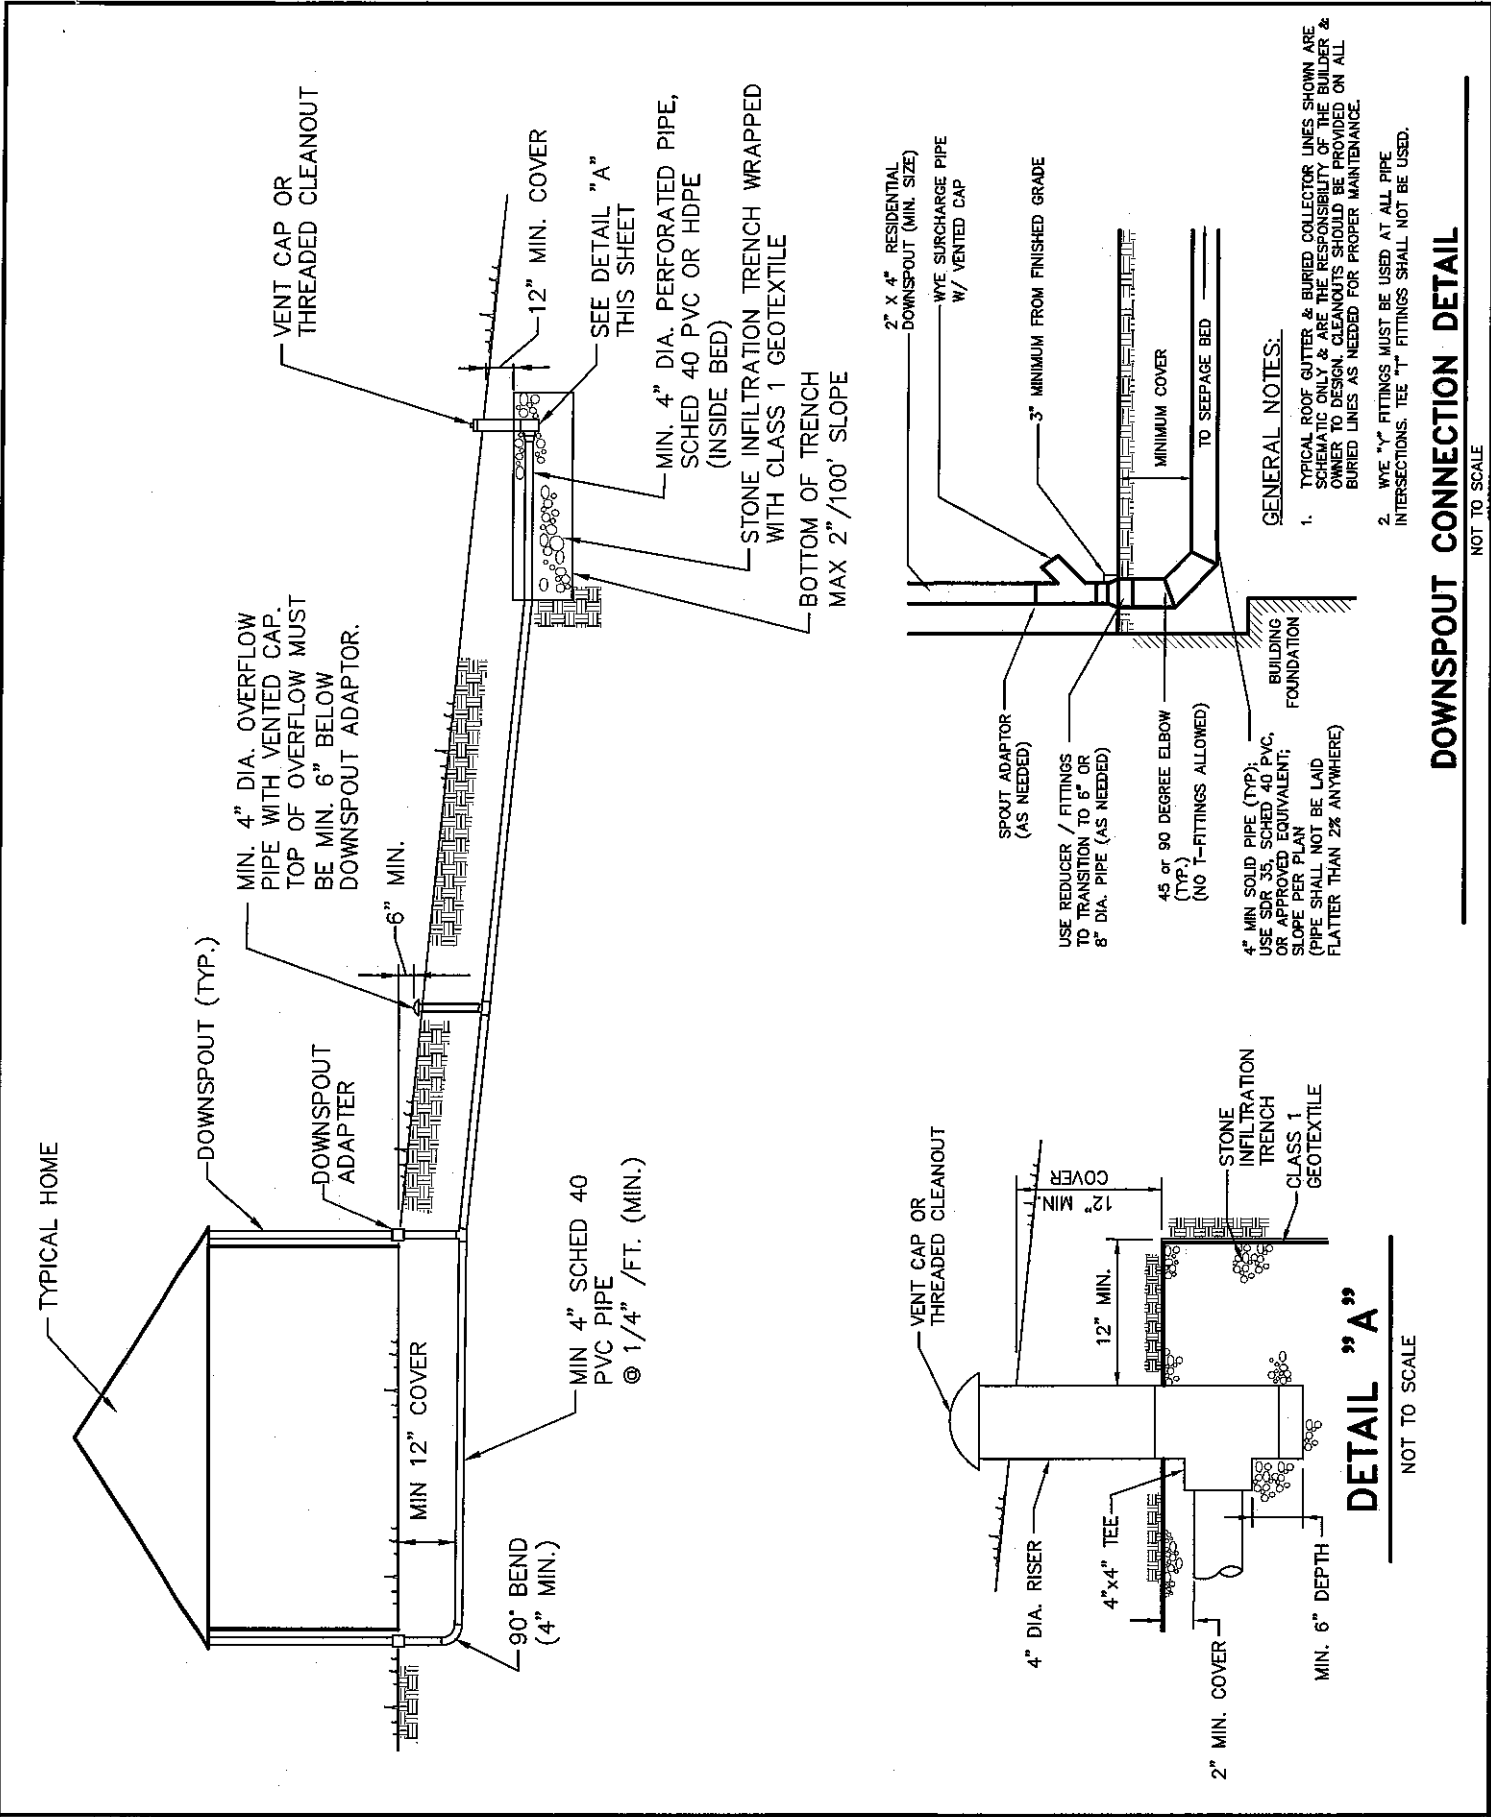 TYPICAL HOME
DOWNSPOUT (TYP.)
DOWNSPOUT
ADAPTER
MIN. 4" DIA. OVERFLOW
PIPE WITH VENTED CAP.
TOP OF OVERFLOW MUST
BE MIN. 6" BELOW
DOWNSPOUT ADAPTOR.
6" MIN.
VENT CAP OR
THREADED CLEANOUT
12" MIN. COVER
SEE DETAIL "A"
THIS SHEET
MIN. 4" DIA. PERFORATED PIPE,
SCHED 40 PVC OR HDPE
(INSIDE BED)
STONE INFILTRATION TRENCH WRAPPED
WITH CLASS 1 GEOTEXTILE
BOTTOM OF TRENCH
MAX 2"/100' SLOPE
MIN 12" COVER
90° BEND
(4" MIN.)
MIN 4" SCHED 40
PVC PIPE
@ 1/4" /FT. (MIN.)
VENT CAP OR
THREADED CLEANOUT
12" MIN.
COVER
12" MIN.
4" DIA. RISER
4"x4" TEE
2" MIN. COVER
MIN. 6" DEPTH
STONE
INFILTRATION
TRENCH
CLASS 1
GEOTEXTILE
DETAIL "A"
NOT TO SCALE
2" X 4" RESIDENTIAL
DOWNSPOUT (MIN. SIZE)
WYE SURCHARGE PIPE
W/ VENTED CAP
3" MINIMUM FROM FINISHED GRADE
SPOUT ADAPTOR
(AS NEEDED)
USE REDUCER / FITTINGS
TO TRANSITION TO 6" OR
8" DIA. PIPE (AS NEEDED)
45 or 90 DEGREE ELBOW
(TYP.)
(NO T-FITTINGS ALLOWED)
4" MIN SOLID PIPE (TYP);
USE SDR 35, SCHED 40 PVC,
OR APPROVED EQUIVALENT;
SLOPE PER PLAN
(PIPE SHALL NOT BE LAID
FLATTER THAN 2% ANYWHERE)
MINIMUM COVER
TO SEEPAGE BED
BUILDING
FOUNDATION
GENERAL NOTES:
1. TYPICAL ROOF GUTTER & BURIED COLLECTOR LINES SHOWN ARE
SCHEMATIC ONLY & ARE THE RESPONSIBILITY OF THE BUILDER &
OWNER TO DESIGN. CLEANOUTS SHOULD BE PROVIDED ON ALL
BURIED LINES AS NEEDED FOR PROPER MAINTENANCE.
2. WYE "Y" FITTINGS MUST BE USED AT ALL PIPE
INTERSECTIONS. TEE "T" FITTINGS SHALL NOT BE USED.
DOWNSPOUT CONNECTION DETAIL
NOT TO SCALE